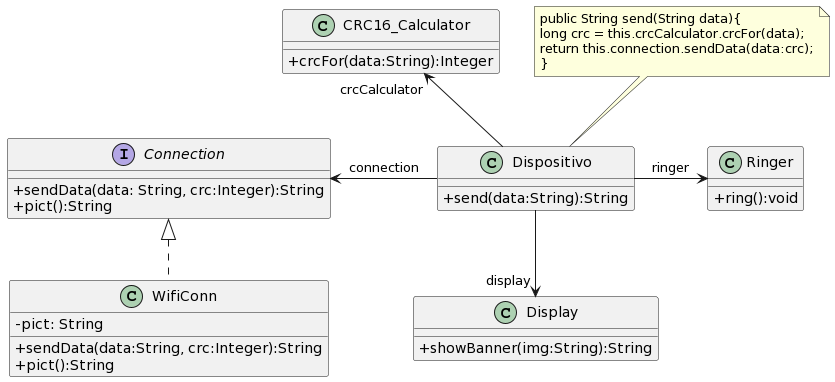 C CRC16_Calculator
+crcFor(data:String):Integer
public String send(String data){
long crc = this.crcCalculator.crcFor(data);
return this.connection.sendData(data:crc);
}
crcCalculator
I Connection
+sendData(data: String, crc:Integer):String
+pict():String
connection
C Dispositivo
+send(data:String):String
ringer
C Ringer
+ring():void
display
C WifiConn
-pict: String
+sendData(data:String, crc:Integer):String
+pict():String
C Display
+showBanner(img:String):String